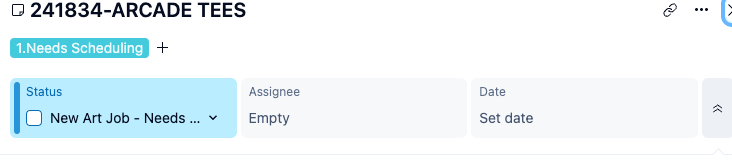 241834-ARCADE TEES
1.Needs Scheduling
Status
Assignee
Date
New Art Job - Needs ...
Empty
Set date